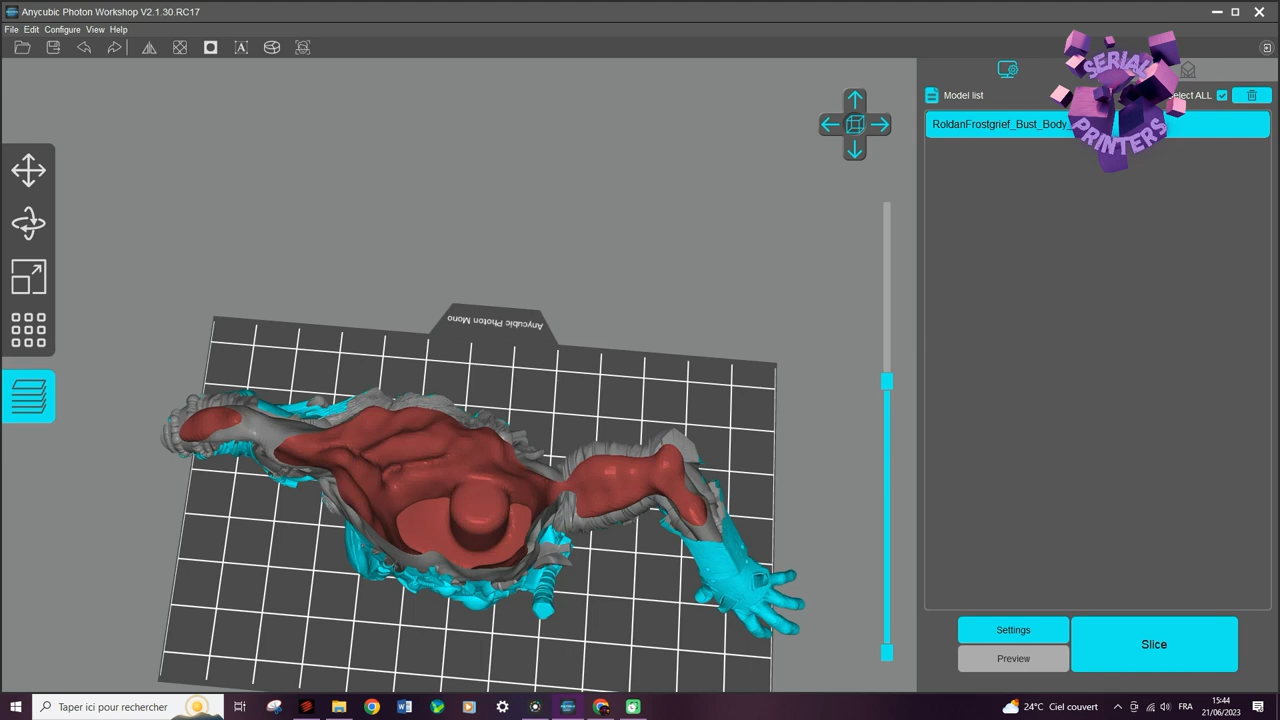 Anycubic Photon Workshop V2.1.30 RC17
File Edit Configure View Help
SERIAL
PRINTERS
Model list
elect ALL
RoldanFrostgrief_Bust_Body_
Anycubic Photon Mono
Settings
Slice
Preview
Taper ici pour rechercher
24°C Ciel couvert
FRA
15:44
21/06/2023